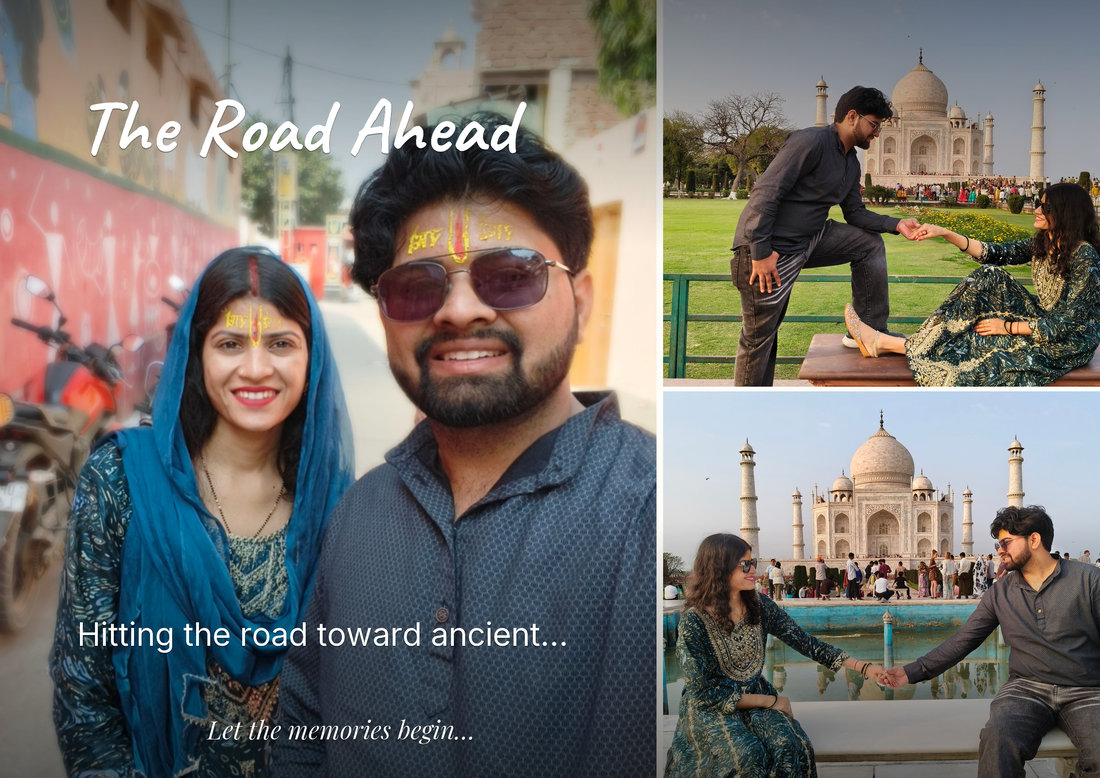 The Road Ahead
Hitting the road toward ancient...
Let the memories begin...